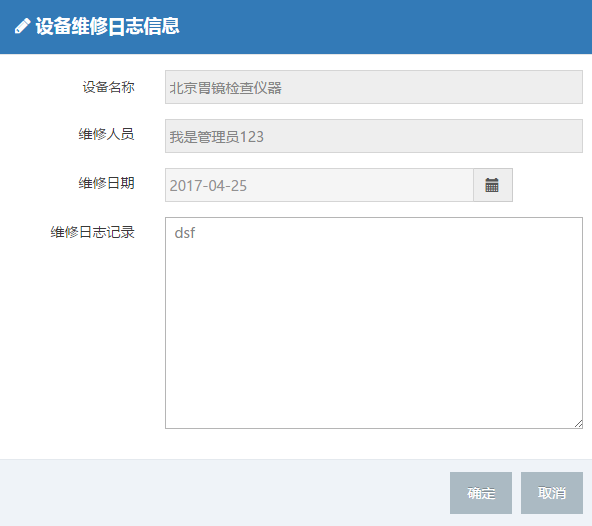 设备维修日志信息
设备名称 北京胃镜检查仪器
维修人员 我是管理员123
维修日期 2017-04-25
维修日志记录 dsf
确定 取消